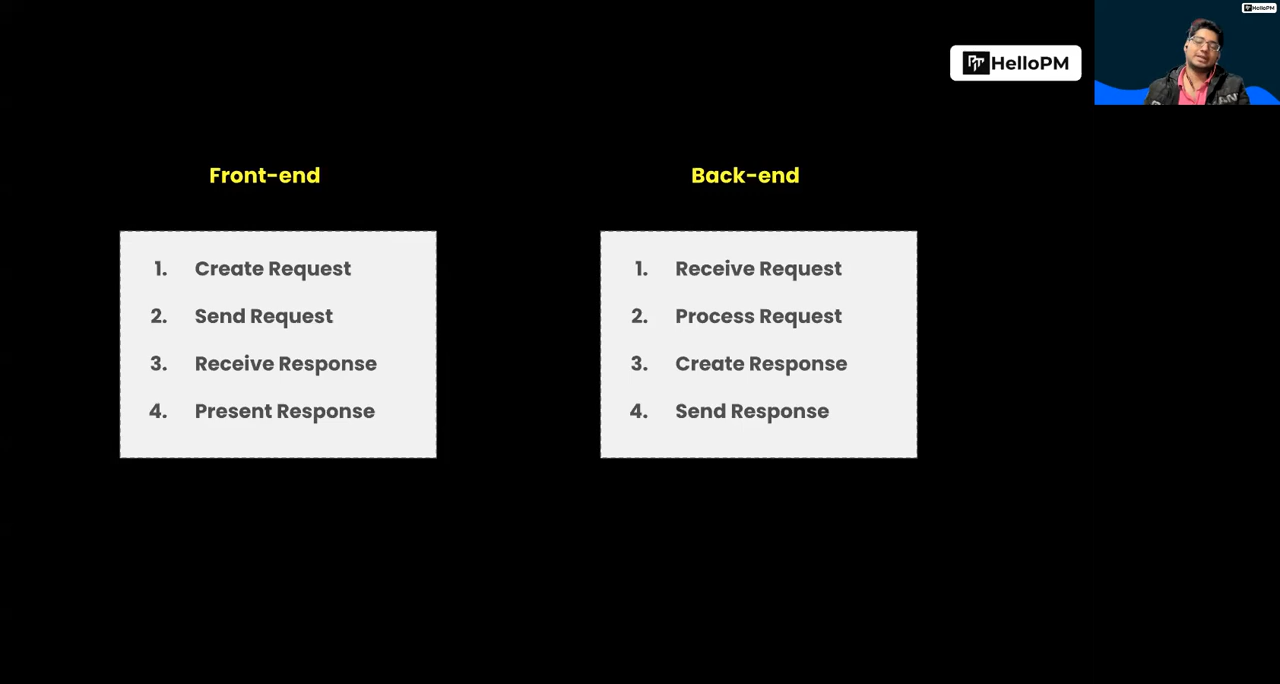 HelloPM
HelloPM
Front-end
Back-end
1. Create Request
2. Send Request
3. Receive Response
4. Present Response
1. Receive Request
2. Process Request
3. Create Response
4. Send Response